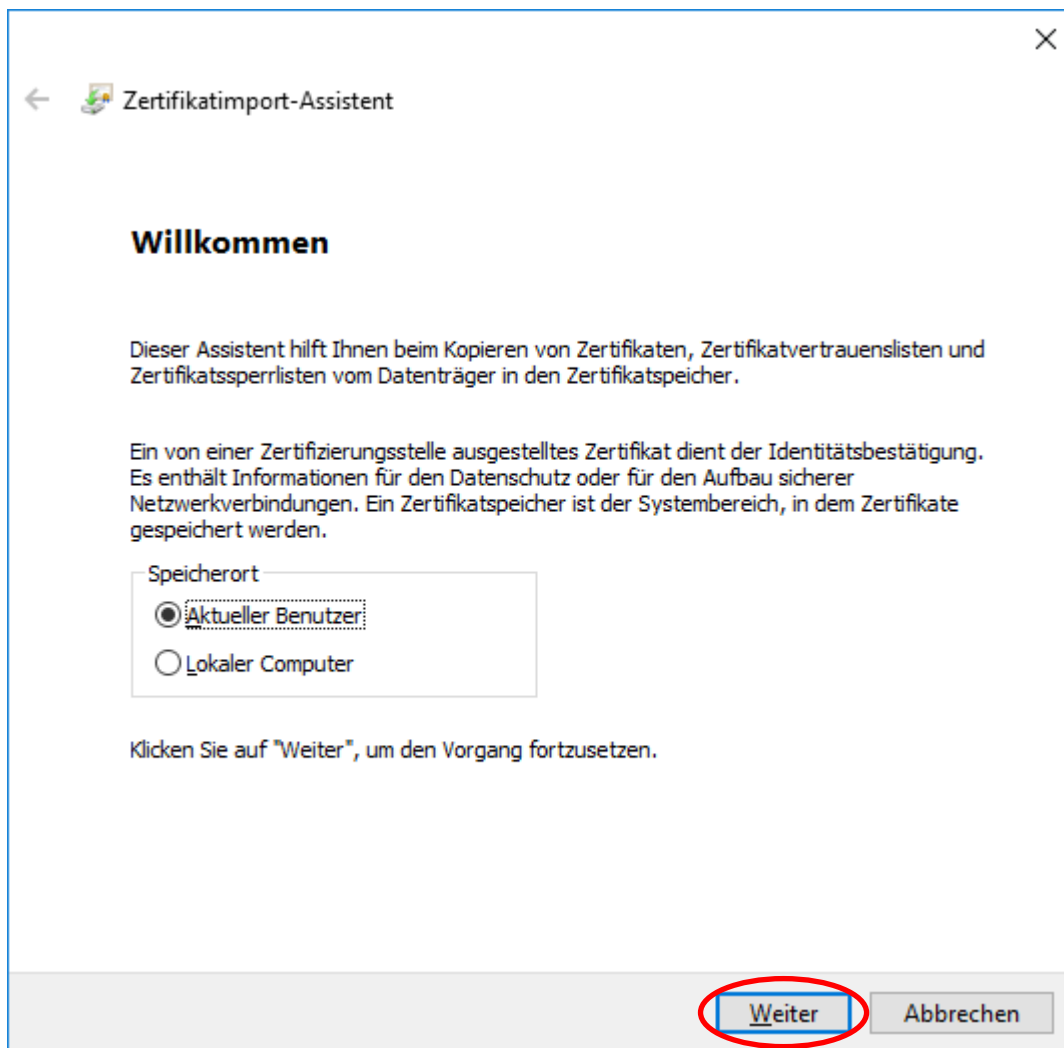 Zertifikatimport-Assistent
Willkommen
Dieser Assistent hilft Ihnen beim Kopieren von Zertifikaten, Zertifikatvertrauenslisten und
Zertifikatssperrlisten vom Datenträger in den Zertifikatspeicher.
Ein von einer Zertifizierungsstelle ausgestelltes Zertifikat dient der Identitätsbestätigung.
Es enthält Informationen für den Datenschutz oder für den Aufbau sicherer
Netzwerkverbindungen. Ein Zertifikatspeicher ist der Systembereich, in dem Zertifikate
gespeichert werden.
Speicherort
Aktueller Benutzer
Lokaler Computer
Klicken Sie auf "Weiter", um den Vorgang fortzusetzen.
Weiter
Abbrechen